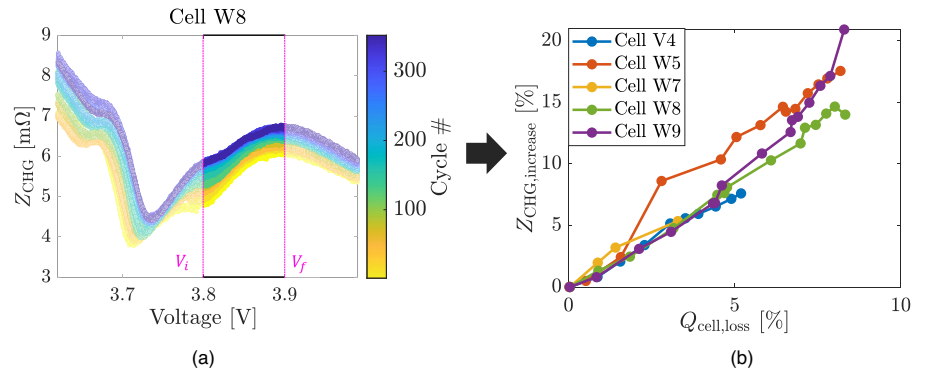 Cell W8
9
8
7
6
5
4
3
Z_CHG [mΩ]
V_i
V_f
3.7
3.8
3.9
Voltage [V]
300
200
100
Cycle #
(a)
20
15
10
5
0
Z_CHG,increase [%]
Cell V4
Cell W5
Cell W7
Cell W8
Cell W9
0
5
10
Q_cell,loss [%]
(b)